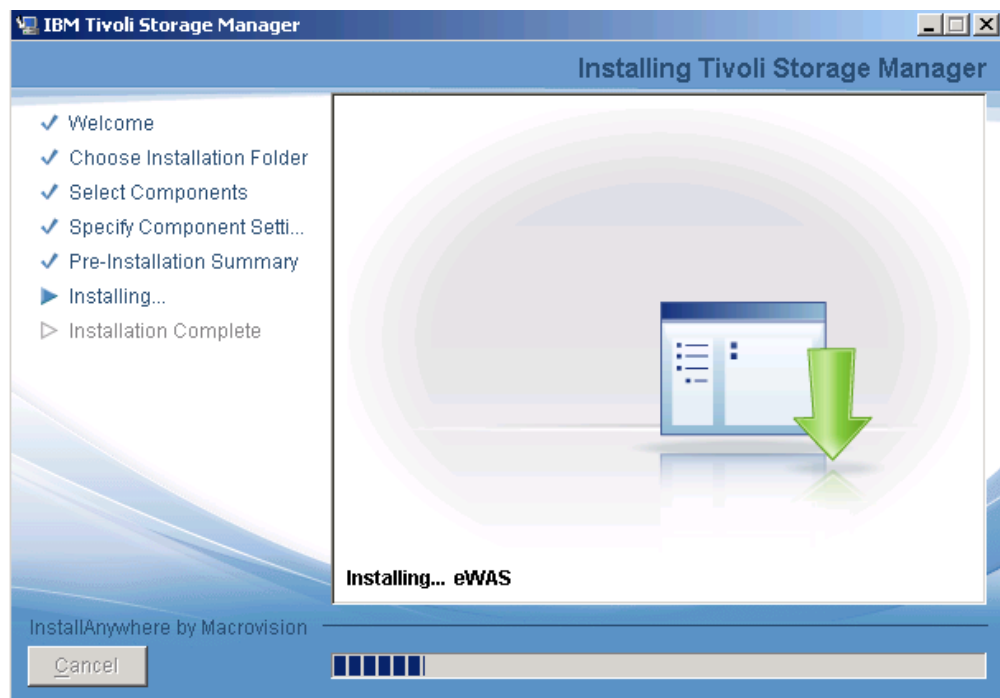 IBM Tivoli Storage Manager
Installing Tivoli Storage Manager
Welcome
Choose Installation Folder
Select Components
Specify Component Setti...
Pre-Installation Summary
Installing...
Installation Complete
Installing... eWAS
InstallAnywhere by Macrovision
Cancel